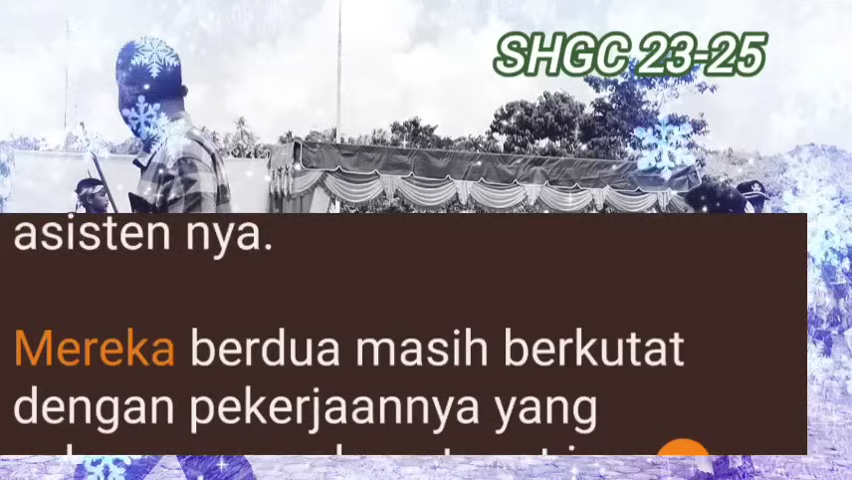 SHGC 23-25
asisten nya.
Mereka berdua masih berkutat
dengan pekerjaannya yang